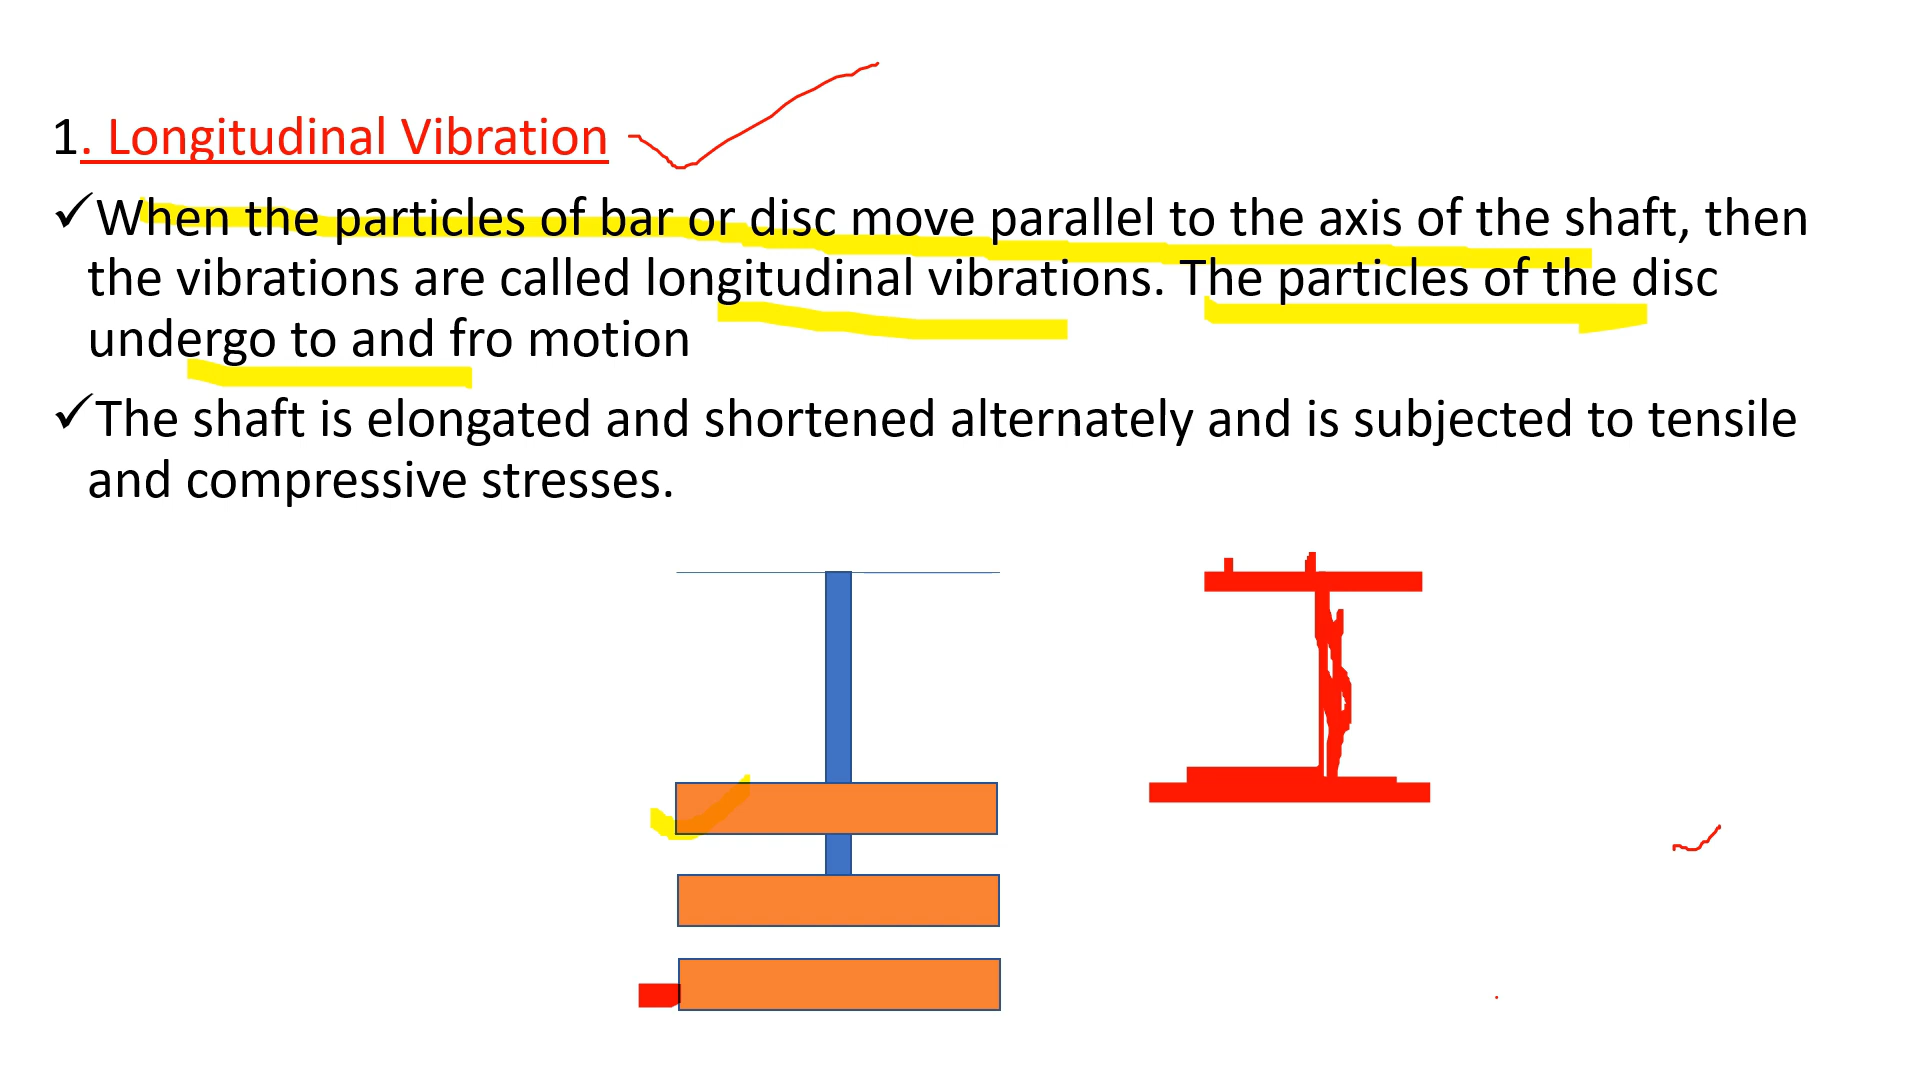 1. Longitudinal Vibration
✓When the particles of bar or disc move parallel to the axis of the shaft, then
the vibrations are called longitudinal vibrations. The particles of the disc
undergo to and fro motion
✓The shaft is elongated and shortened alternately and is subjected to tensile
and compressive stresses.